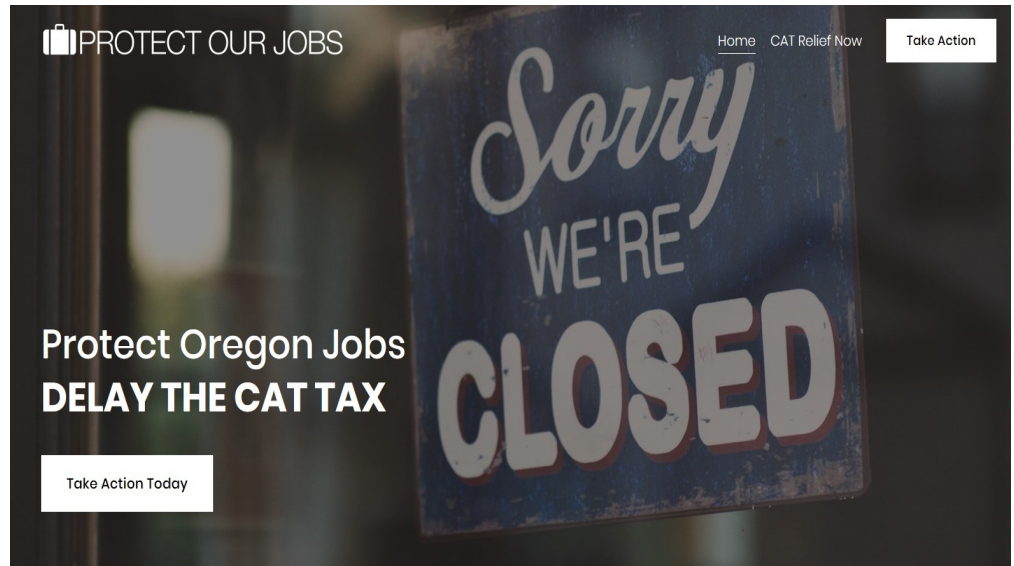 PROTECT OUR JOBS
Home
CAT Relief Now
Take Action
Sorry
WE'RE
CLOSED
Protect Oregon Jobs
DELAY THE CAT TAX
Take Action Today